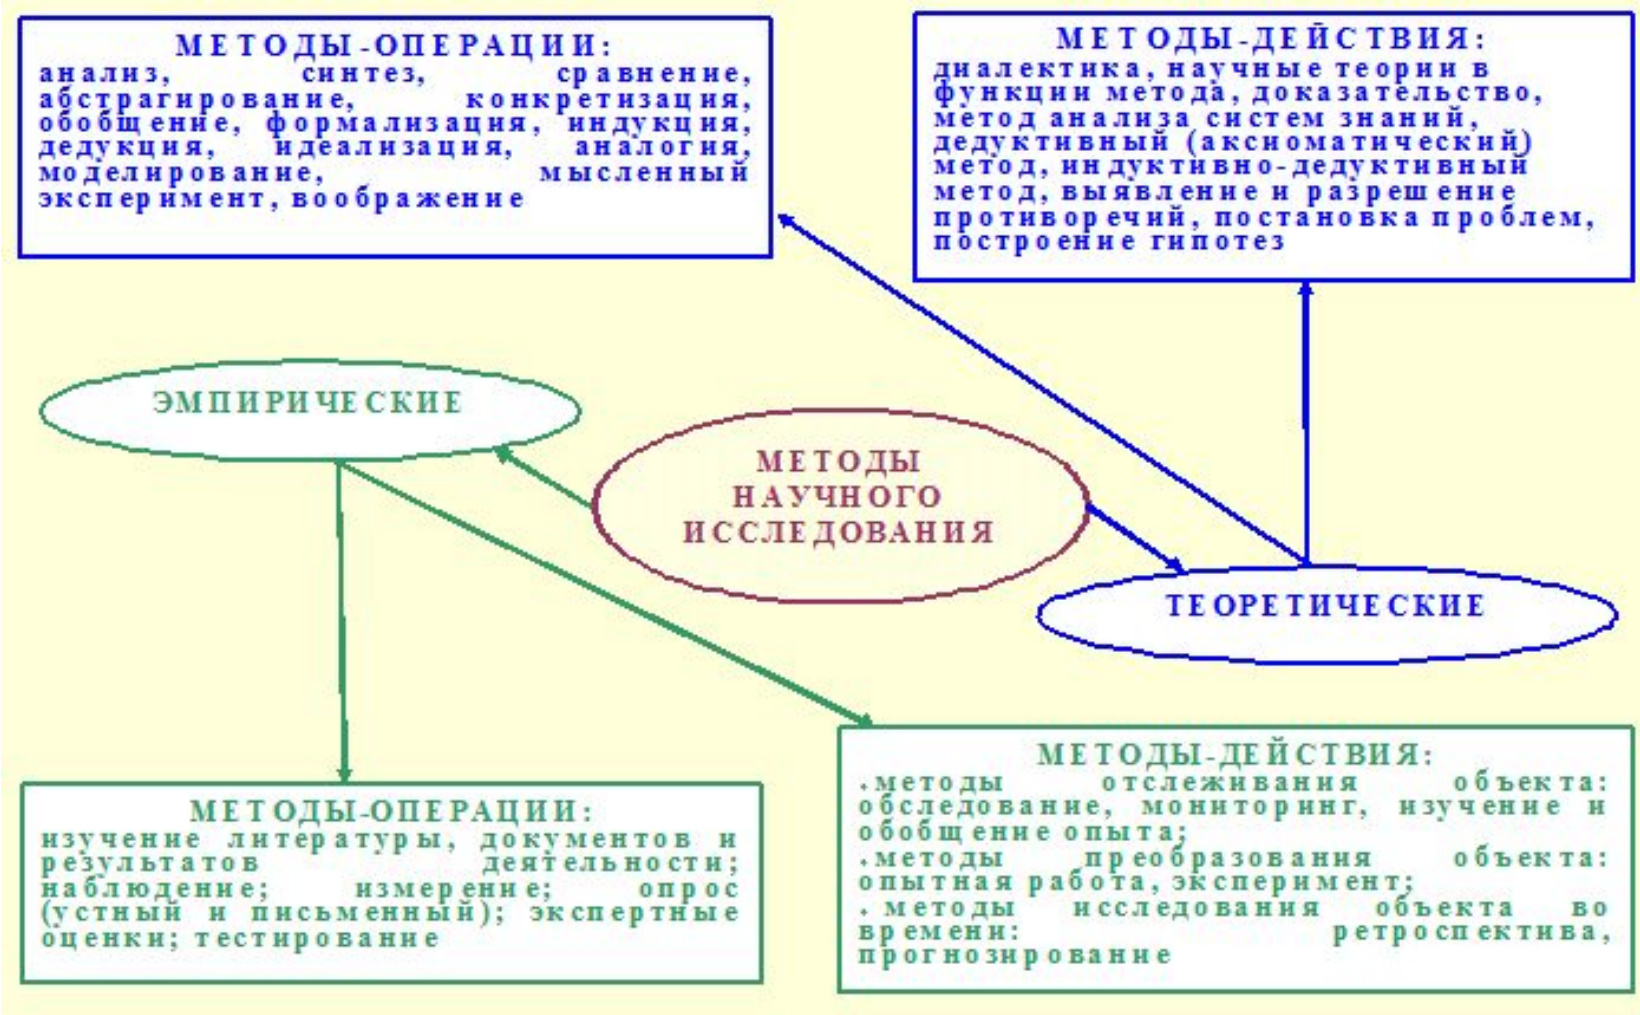 МЕТОДЫ-ОПЕРАЦИИ:
анализ, синтез, сравнение,
абстрагирование, конкретизация,
обобщение, формализация, индукция,
дедукция, идеализация, аналогия,
моделирование, мысленный
эксперимент, воображение
МЕТОДЫ-ДЕЙСТВИЯ:
диалектика, научные теории в
функции метода, доказательство,
метод анализа систем знаний,
дедуктивный (аксиоматический)
метод, индуктивно-дедуктивный
метод, выявление и разрешение
противоречий, постановка проблем,
построение гипотез
ЭМПИРИЧЕСКИЕ
МЕТОДЫ
НАУЧНОГО
ИССЛЕДОВАНИЯ
ТЕОРЕТИЧЕСКИЕ
МЕТОДЫ-ОПЕРАЦИИ:
изучение литературы, документов и
результатов деятельности;
наблюдение; измерение; опрос
(устный и письменный); экспертные
оценки; тестирование
МЕТОДЫ-ДЕЙСТВИЯ:
•методы отслеживания объекта:
обследование, мониторинг, изучение и
обобщение опыта;
•методы преобразования объекта:
опытная работа, эксперимент;
• методы исследования объекта во
времени: ретроспектива,
прогнозирование